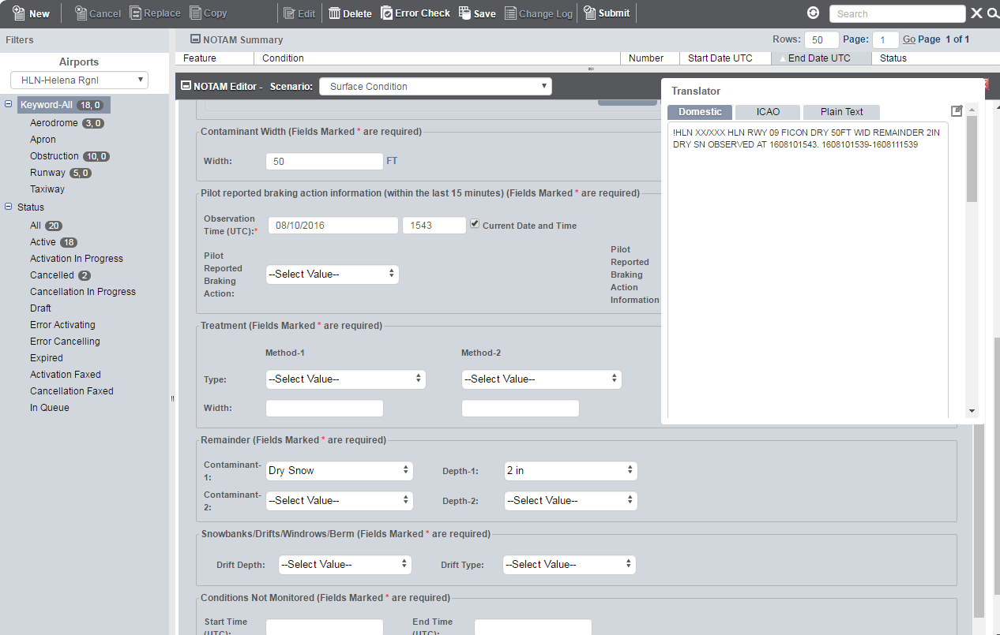 New Cancel Replace Copy Edit Delete Error Check Save Change Log Submit Search
Filters
NOTAM Summary Rows: 50 Page: 1 Go Page 1 of 1
Airports
Feature Condition Number Start Date UTC End Date UTC Status
HLN-Helena Rgnl
Keyword-All 18, 0
Aerodrome 3, 0
Apron
Obstruction 10, 0
Runway 5, 0
Taxiway
Status
All 20
Active 18
Activation In Progress
Cancelled 2
Cancellation In Progress
Draft
Error Activating
Error Cancelling
Expired
Activation Faxed
Cancellation Faxed
In Queue
NOTAM Editor - Scenario: Surface Condition
Contaminant Width (Fields Marked * are required)
Width: 50 FT
Pilot reported braking action information (within the last 15 minutes) (Fields Marked * are required)
Observation
Time (UTC):* 08/10/2016 1543 Current Date and Time
Pilot
Reported
Braking
Action: --Select Value--
Pilot
Reported
Braking
Action
Information
Treatment (Fields Marked * are required)
Method-1 Method-2
Type: --Select Value-- --Select Value--
Width:
Remainder (Fields Marked * are required)
Contaminant-
1: Dry Snow Depth-1: 2 in
Contaminant-
2: --Select Value-- Depth-2: --Select Value--
Snowbanks/Drifts/Windrows/Berm (Fields Marked * are required)
Drift Depth: --Select Value-- Drift Type: --Select Value--
Conditions Not Monitored (Fields Marked * are required)
Start Time
(UTC):
End Time
(UTC):
Translator
Domestic ICAO Plain Text
!HLN XX/XXX HLN RWY 09 FICON DRY 50FT WID REMAINDER 2IN
DRY SN OBSERVED AT 1608101543. 1608101539-1608111539